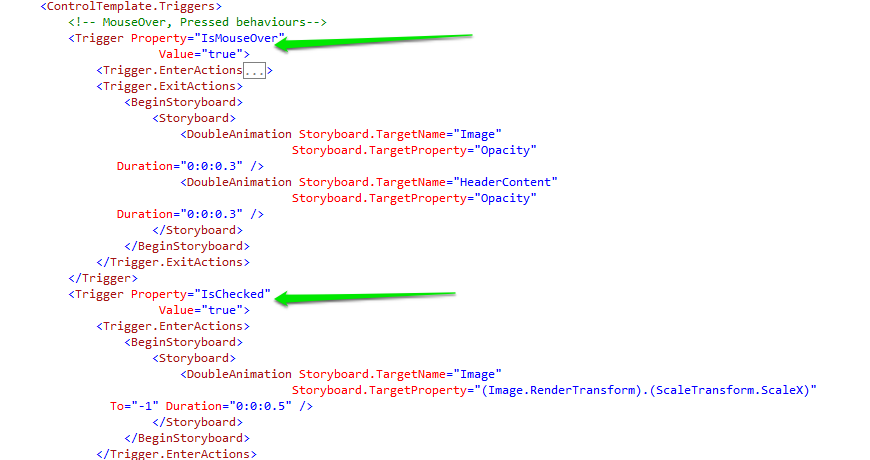 <ControlTemplate.Triggers>
<!-- MouseOver, Pressed behaviours-->
<Trigger Property="IsMouseOver"
Value="true">
<Trigger.EnterActions...>
<Trigger.ExitActions>
<BeginStoryboard>
<Storyboard>
<DoubleAnimation Storyboard.TargetName="Image"
Storyboard.TargetProperty="Opacity"
Duration="0:0:0.3" />
<DoubleAnimation Storyboard.TargetName="HeaderContent"
Storyboard.TargetProperty="Opacity"
Duration="0:0:0.3" />
</Storyboard>
</BeginStoryboard>
</Trigger.ExitActions>
</Trigger>
<Trigger Property="IsChecked"
Value="true">
<Trigger.EnterActions>
<BeginStoryboard>
<Storyboard>
<DoubleAnimation Storyboard.TargetName="Image"
Storyboard.TargetProperty="(Image.RenderTransform).(ScaleTransform.ScaleX)"
To="-1" Duration="0:0:0.5" />
</Storyboard>
</BeginStoryboard>
</Trigger.EnterActions>